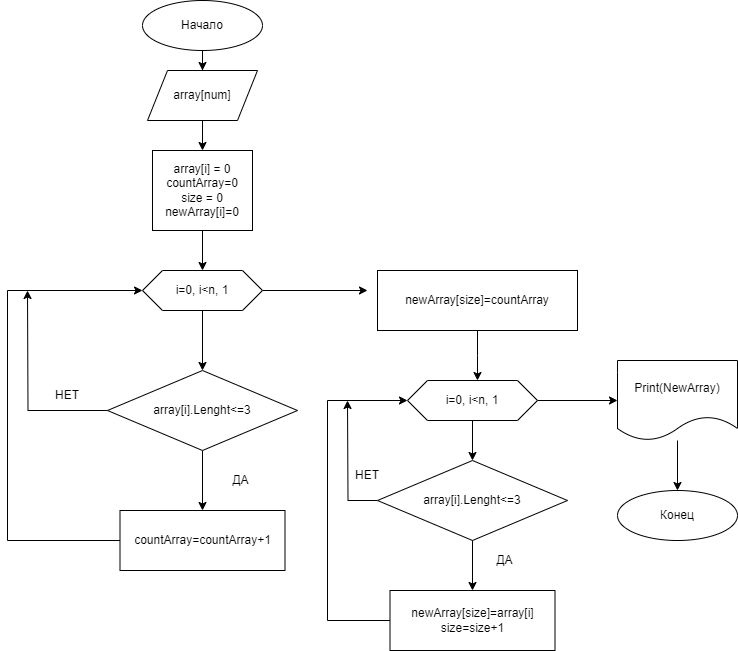 Начало
array[num]
array[i] = 0
countArray=0
size = 0
newArray[i]=0
i=0, i<n, 1
array[i].Lenght<=3
НЕТ
ДА
countArray=countArray+1
newArray[size]=countArray
i=0, i<n, 1
array[i].Lenght<=3
НЕТ
ДА
newArray[size]=array[i]
size=size+1
Print(NewArray)
Конец